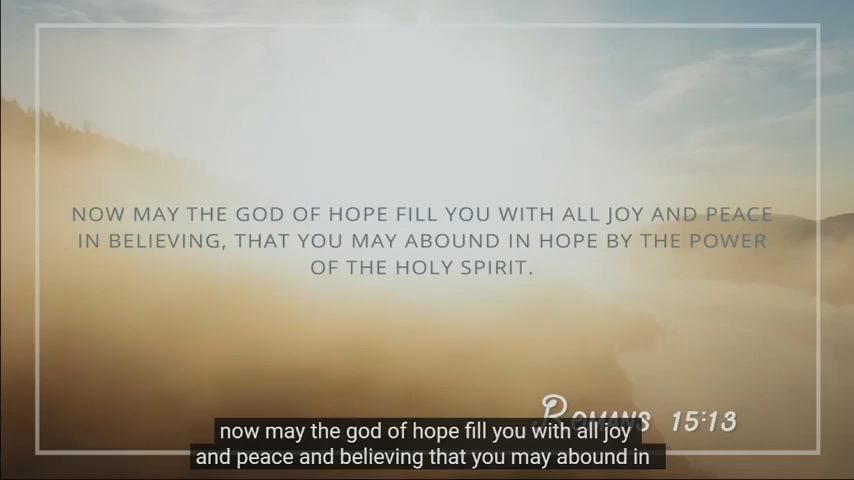 NOW MAY THE GOD OF HOPE FILL YOU WITH ALL JOY AND PEACE
IN BELIEVING, THAT YOU MAY ABOUND IN HOPE BY THE POWER
OF THE HOLY SPIRIT.
ROMANS 15:13
now may the god of hope fill you with all joy
and peace and believing that you may abound in